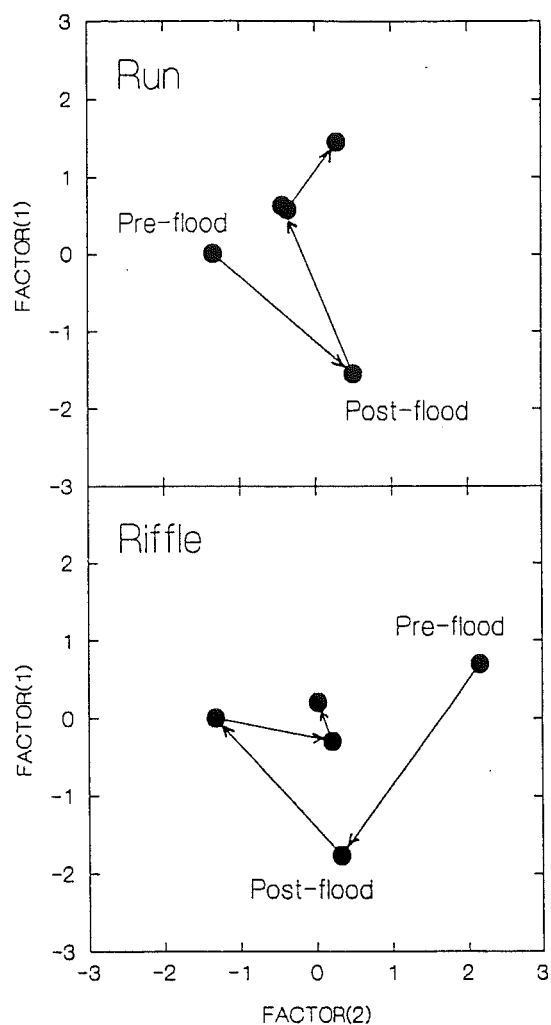 3
Run
2
1
Pre-flood
0
FACTOR(1)
-1
Post-flood
-2
-3
Riffle
2
Pre-flood
1
0
FACTOR(1)
-1
Post-flood
-2
-3
-3 -2 -1 0 1 2 3
FACTOR(2)